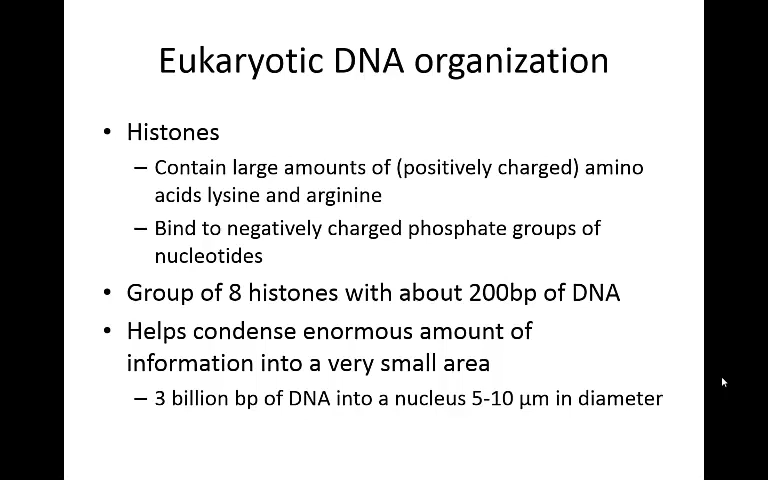 Eukaryotic DNA organization
• Histones
– Contain large amounts of (positively charged) amino
acids lysine and arginine
– Bind to negatively charged phosphate groups of
nucleotides
• Group of 8 histones with about 200bp of DNA
• Helps condense enormous amount of
information into a very small area
– 3 billion bp of DNA into a nucleus 5-10 µm in diameter